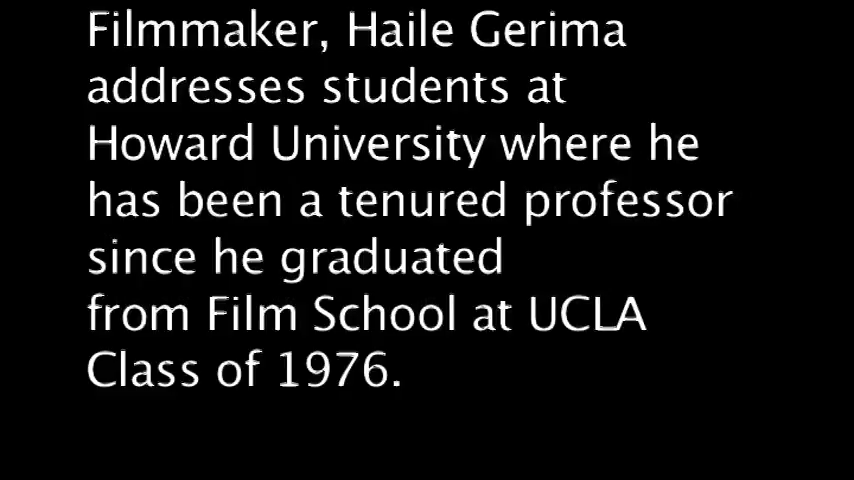 Filmmaker, Haile Gerima
addresses students at
Howard University where he
has been a tenured professor
since he graduated
from Film School at UCLA
Class of 1976.